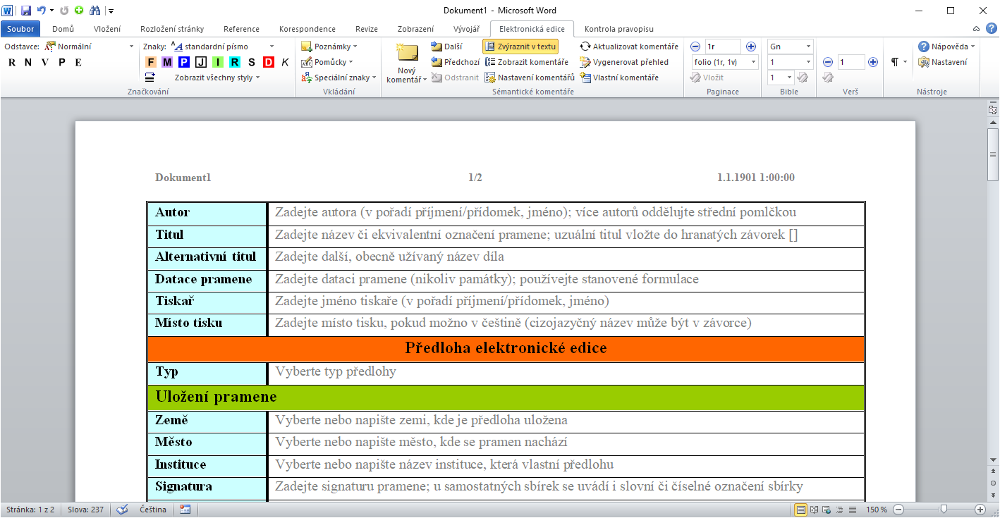 Dokument1 - Microsoft Word
Soubor Domů Vložení Rozložení stránky Reference Korespondence Revize Zobrazení Vývojář Elektronická edice Kontrola pravopisu
Odstavce: Normální Znaky: standardní písmo Poznámky Další Zvýraznit v textu Aktualizovat komentáře 1r Gn Nápověda
R N V P E F M P J I R S D K Pomůcky Nový komentář Předchozí Zobrazit komentáře Vygenerovat přehled folio (1r, 1v) 1 1 ¶ Nastavení
Zobrazit všechny styly Speciální znaky Odstranit Nastavení komentářů Vlastní komentáře Vložit 1
Značkování Vkládání Sémantické komentáře Paginace Bible Verš Nástroje
Dokument1 1/2 1.1.1901 1:00:00
Autor Zadejte autora (v pořadí příjmení/přídomek, jméno); více autorů oddělujte střední pomlčkou
Titul Zadejte název či ekvivalentní označení pramene; uzuální titul vložte do hranatých závorek []
Alternativní titul Zadejte další, obecně užívaný název díla
Datace pramene Zadejte dataci pramene (nikoliv památky); používejte stanovené formulace
Tiskař Zadejte jméno tiskaře (v pořadí příjmení/přídomek, jméno)
Místo tisku Zadejte místo tisku, pokud možno v češtině (cizojazyčný název může být v závorce)
Předloha elektronické edice
Typ Vyberte typ předlohy
Uložení pramene
Země Vyberte nebo napište zemi, kde je předloha uložena
Město Vyberte nebo napište město, kde se pramen nachází
Instituce Vyberte nebo napište název instituce, která vlastní předlohu
Signatura Zadejte signaturu pramene; u samostatných sbírek se uvádí i slovní či číselné označení sbírky
Stránka: 1 z 2 Slova: 237 Čeština 150 %